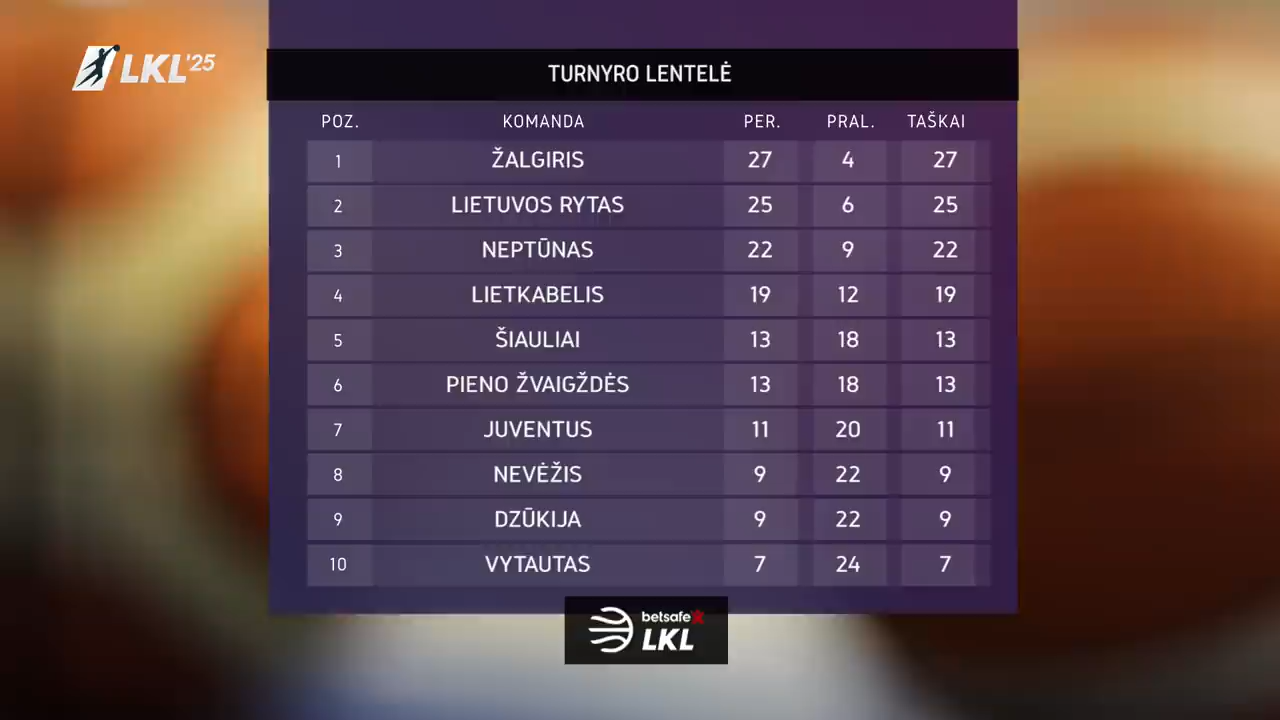 LKL'25
TURNYRO LENTELĖ
POZ. KOMANDA PER. PRAL. TAŠKAI
1 ŽALGIRIS 27 4 27
2 LIETUVOS RYTAS 25 6 25
3 NEPTŪNAS 22 9 22
4 LIETKABELIS 19 12 19
5 ŠIAULIAI 13 18 13
6 PIENO ŽVAIGŽDĖS 13 18 13
7 JUVENTUS 11 20 11
8 NEVĖŽIS 9 22 9
9 DZŪKIJA 9 22 9
10 VYTAUTAS 7 24 7
betsafe
LKL